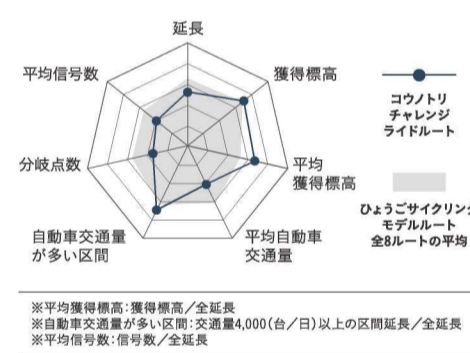 延長
獲得標高
平均
獲得標高
平均自動車
交通量
自動車交通量
が多い区間
分岐点数
平均信号数
コウノトリ
チャレンジ
ライドルート
ひょうごサイクリング
モデルルート
全8ルートの平均
※平均獲得標高:獲得標高／全延長
※自動車交通量が多い区間:交通量4,000(台／日)以上の区間延長／全延長
※平均信号数:信号数／全延長